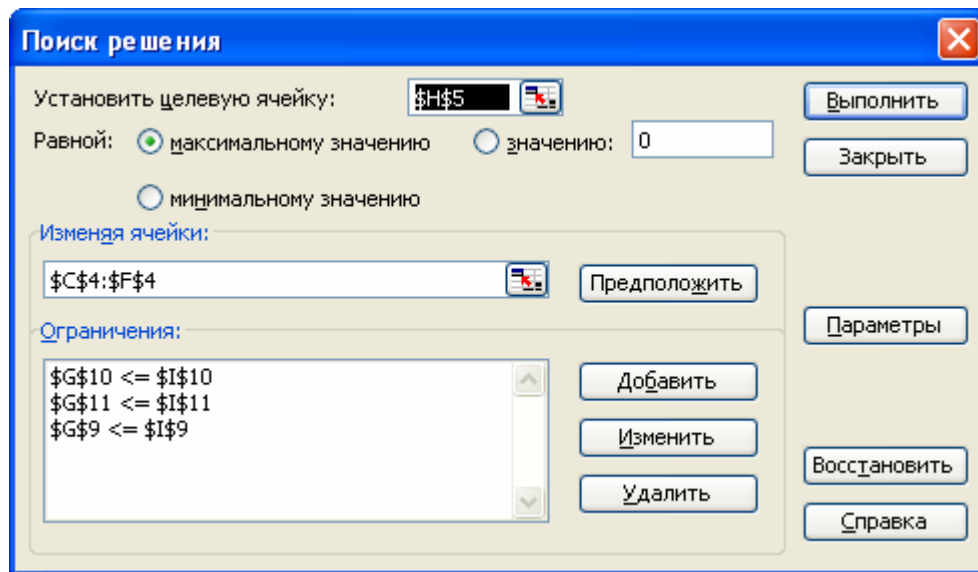 Поиск решения
Установить целевую ячейку: $H$5
Выполнить
Равной: максимальному значению значению: 0
Закрыть
минимальному значению
Изменяя ячейки:
$C$4:$F$4
Предположить
Параметры
Ограничения:
$G$10 <= $I$10
$G$11 <= $I$11
$G$9 <= $I$9
Добавить
Изменить
Удалить
Восстановить
Справка